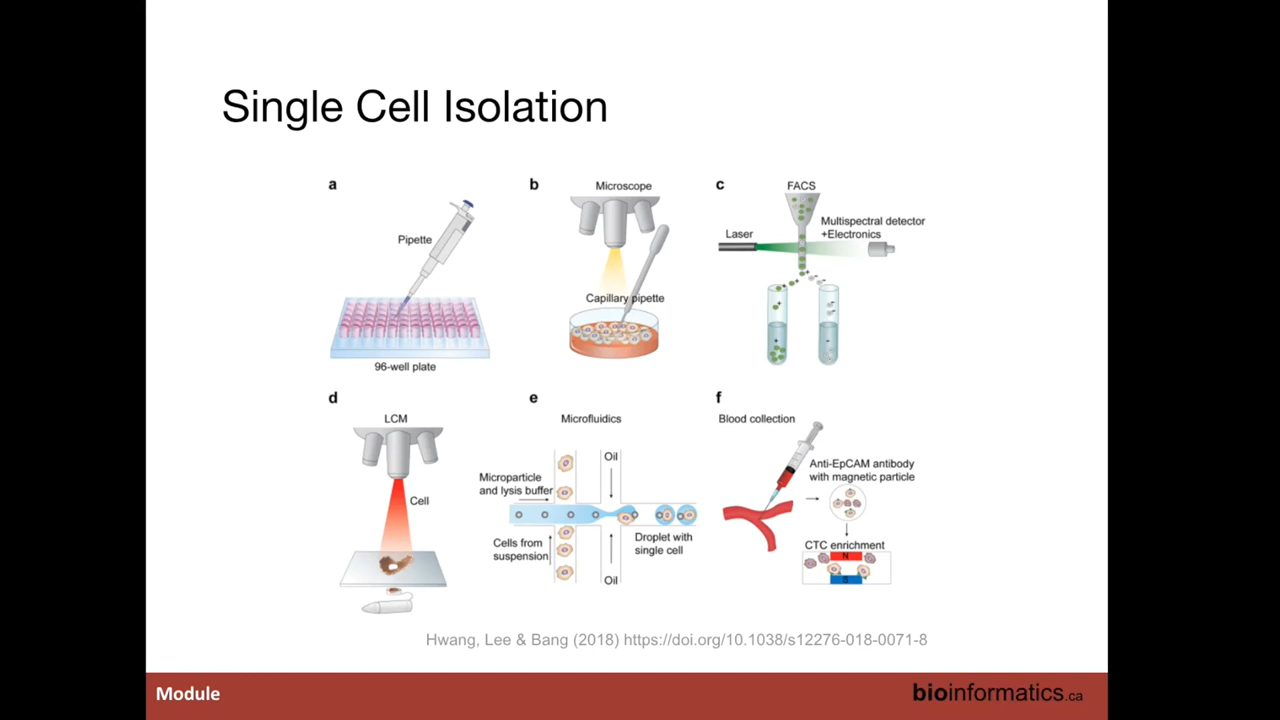 Single Cell Isolation
a
Pipette
96-well plate
b
Microscope
Capillary pipette
c
FACS
Laser
Multispectral detector
+Electronics
d
LCM
Cell
e
Microfluidics
Oil
Microparticle
and lysis buffer
Cells from
suspension
Droplet with
single cell
Oil
f
Blood collection
Anti-EpCAM antibody
with magnetic particle
CTC enrichment
N
S
Hwang, Lee & Bang (2018) https://doi.org/10.1038/s12276-018-0071-8
Module
bioinformatics.ca